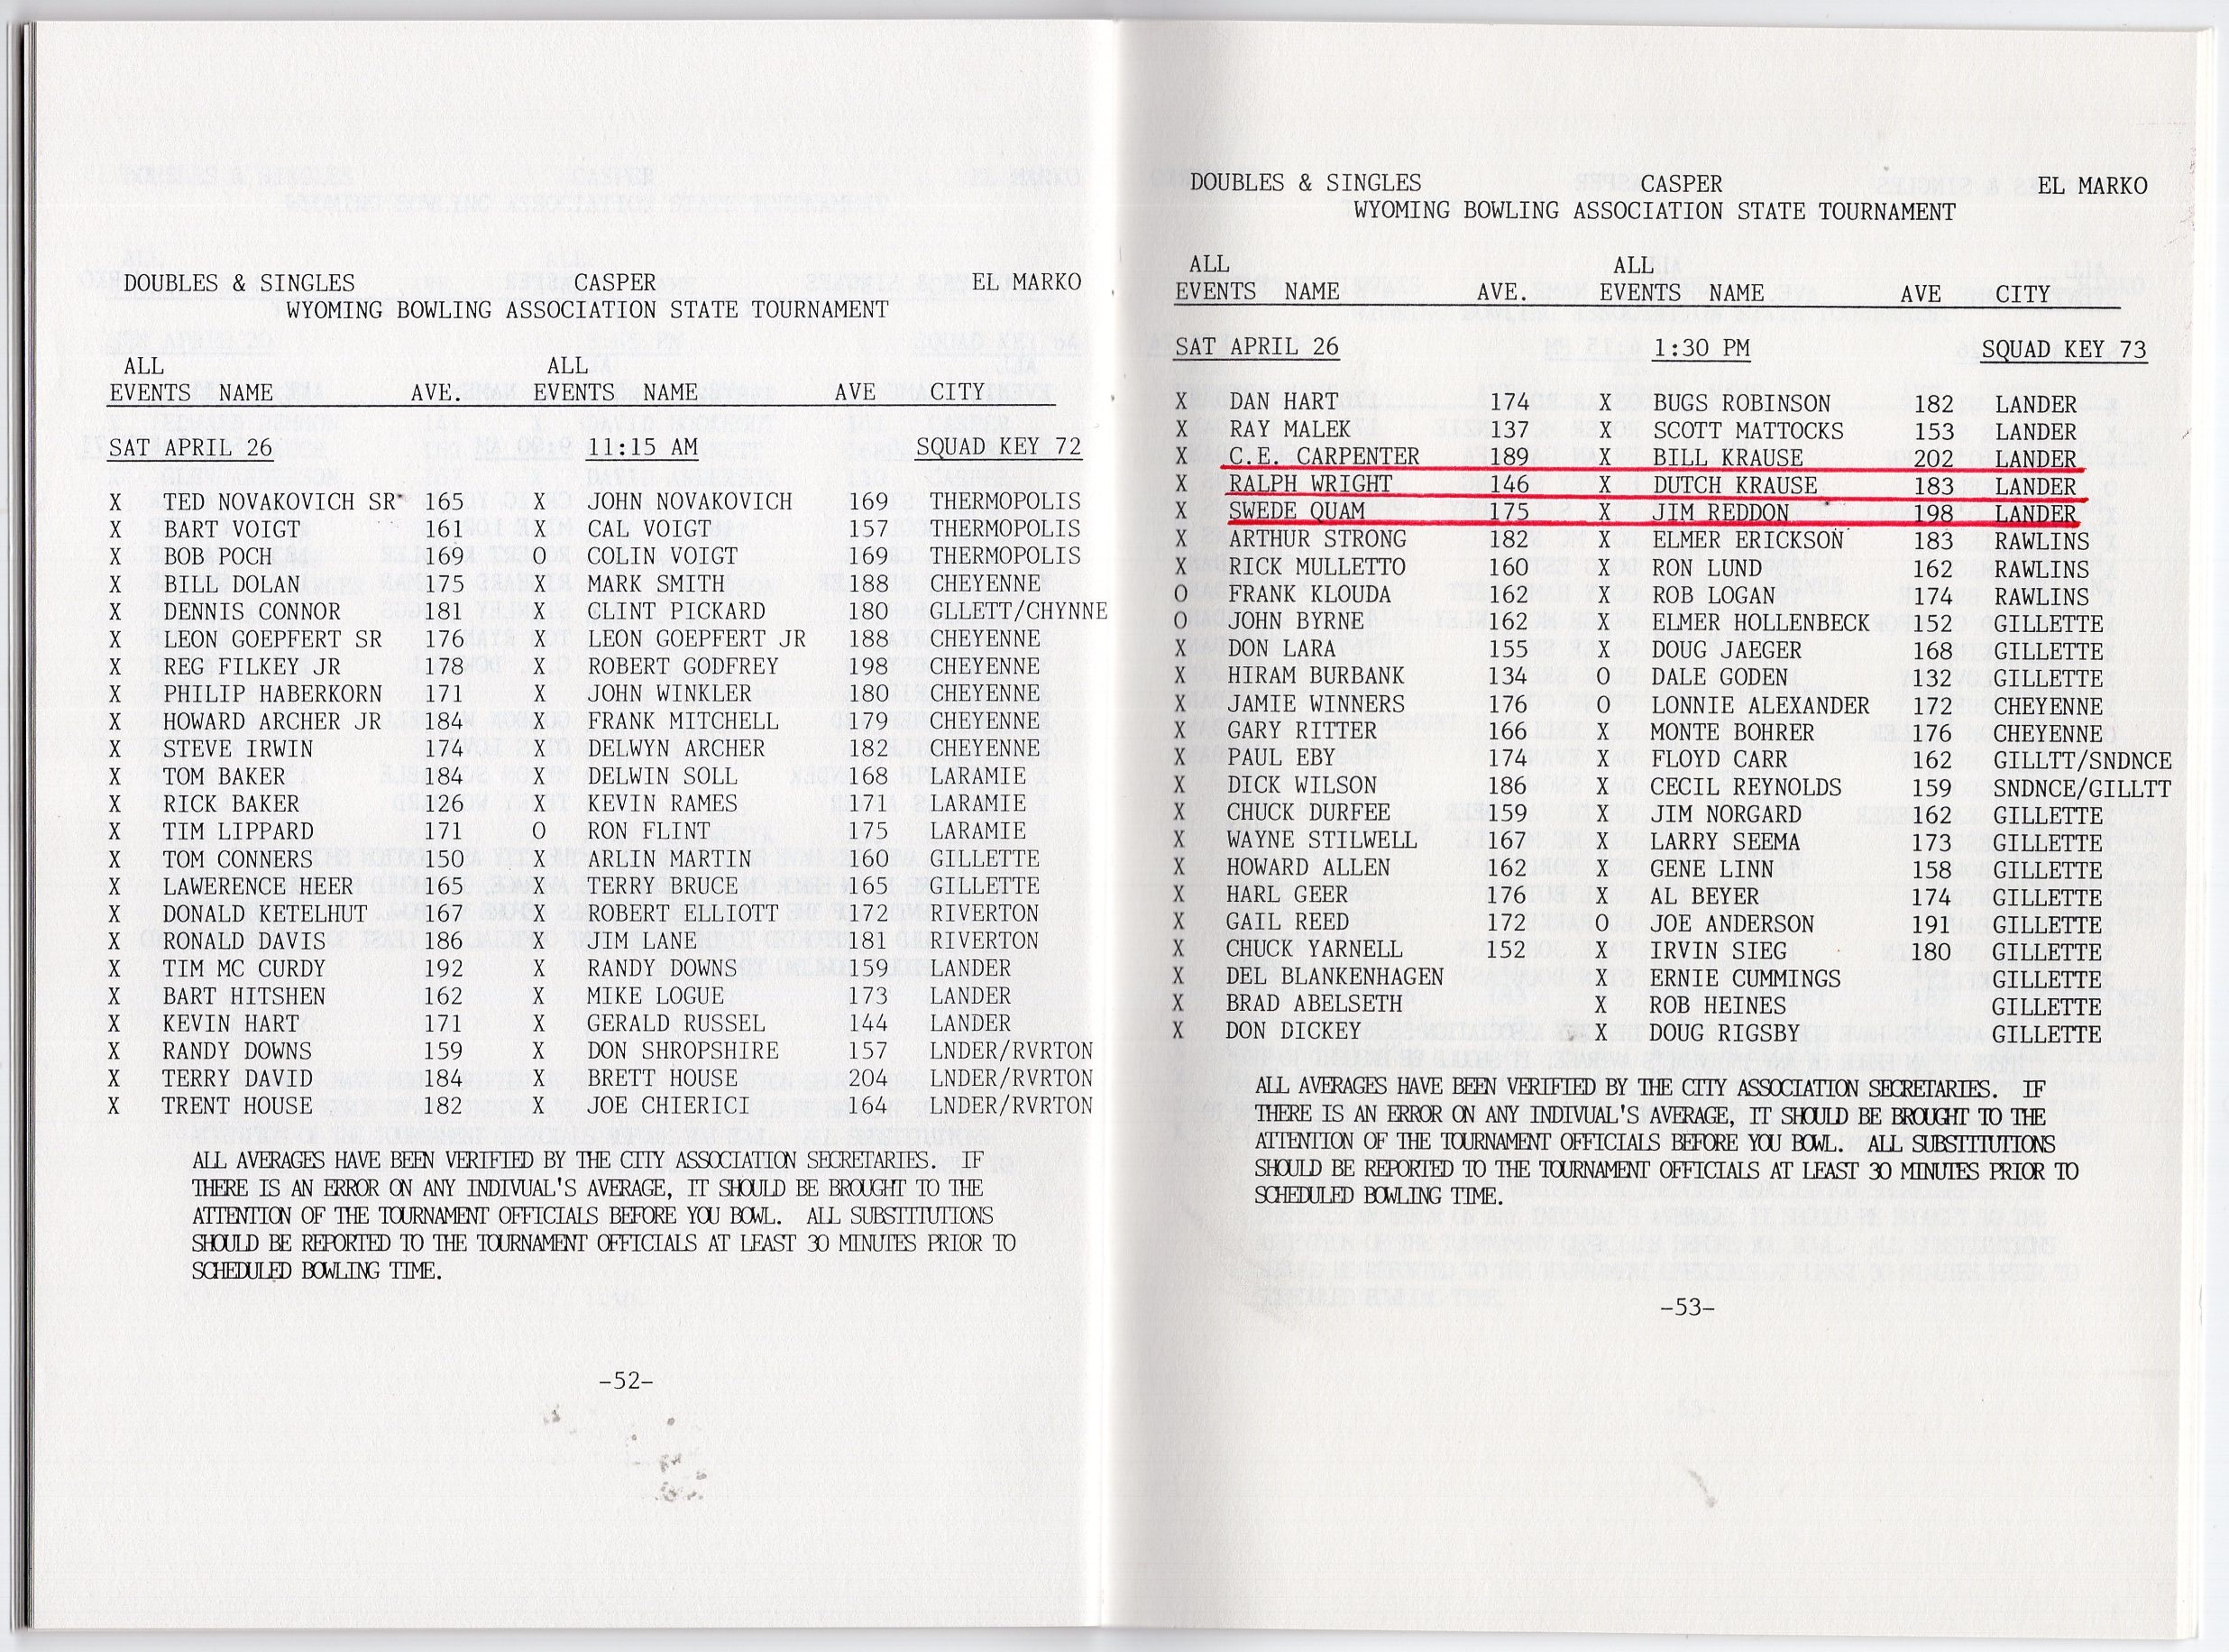 DOUBLES & SINGLES CASPER EL MARKO
WYOMING BOWLING ASSOCIATION STATE TOURNAMENT
ALL ALL
EVENTS NAME AVE. EVENTS NAME AVE CITY
SAT APRIL 26 11:15 AM SQUAD KEY 72
X TED NOVAKOVICH SR 165 X JOHN NOVAKOVICH 169 THERMOPOLIS
X BART VOIGT 161 X CAL VOIGT 157 THERMOPOLIS
X BOB POCH 169 O COLIN VOIGT 169 THERMOPOLIS
X BILL DOLAN 175 X MARK SMITH 188 CHEYENNE
X DENNIS CONNOR 181 X CLINT PICKARD 180 GLLETT/CHYNNE
X LEON GOEPFERT SR 176 X LEON GOEPFERT JR 188 CHEYENNE
X REG FILKEY JR 178 X ROBERT GODFREY 198 CHEYENNE
X PHILIP HABERKORN 171 X JOHN WINKLER 180 CHEYENNE
X HOWARD ARCHER JR 184 X FRANK MITCHELL 179 CHEYENNE
X STEVE IRWIN 174 X DELWYN ARCHER 182 CHEYENNE
X TOM BAKER 184 X DELWIN SOLL 168 LARAMIE
X RICK BAKER 126 X KEVIN RAMES 171 LARAMIE
X TIM LIPPARD 171 O RON FLINT 175 LARAMIE
X TOM CONNERS 150 X ARLIN MARTIN 160 GILLETTE
X LAWERENCE HEER 165 X TERRY BRUCE 165 GILLETTE
X DONALD KETELHUT 167 X ROBERT ELLIOTT 170 RIVERTON
X RONALD DAVIS 186 X JIM LANE 181 RIVERTON
X TIM MC CURDY 192 X RANDY DOWNS 159 LANDER
X BART HITSHEN 162 X MIKE LOGUE 173 LANDER
X KEVIN HART 171 X GERALD RUSSEL 144 LANDER
X RANDY DOWNS 159 X DON SHROPSHIRE 157 LNDER/RVRTON
X TERRY DAVID 184 X BRETT HOUSE 204 LNDER/RVRTON
X TRENT HOUSE 182 X JOE CHIERICI 164 LNDER/RVRTON
ALL AVERAGES HAVE BEEN VERIFIED BY THE CITY ASSOCIATION SECRETARIES. IF
THERE IS AN ERROR ON ANY INDIVUAL'S AVERAGE, IT SHOULD BE BROUGHT TO THE
ATTENTION OF THE TOURNAMENT OFFICIALS BEFORE YOU BOWL. ALL SUBSTITUTIONS
SHOULD BE REPORTED TO THE TOURNAMENT OFFICIALS AT LEAST 30 MINUTES PRIOR TO
SCHEDULED BOWLING TIME.
-52-
DOUBLES & SINGLES CASPER EL MARKO
WYOMING BOWLING ASSOCIATION STATE TOURNAMENT
ALL ALL
EVENTS NAME AVE. EVENTS NAME AVE CITY
SAT APRIL 26 1:30 PM SQUAD KEY 73
X DAN HART 174 X BUGS ROBINSON 182 LANDER
X RAY MALEK 137 X SCOTT MATTOCKS 153 LANDER
X C.E. CARPENTER 189 X BILL KRAUSE 202 LANDER
X RALPH WRIGHT 146 X DUTCH KRAUSE 183 LANDER
X SWEDE QUAM 175 X JIM REDDON 198 LANDER
X ARTHUR STRONG 182 X ELMER ERICKSON 183 RAWLINS
X RICK MULLETTO 160 X RON LUND 162 RAWLINS
O FRANK KLOUDA 162 X ROB LOGAN 174 RAWLINS
O JOHN BYRNE 162 X ELMER HOLLENBECK 152 GILLETTE
X DON LARA 155 X DOUG JAEGER 168 GILLETTE
X HIRAM BURBANK 134 O DALE GODEN 132 GILLETTE
X JAMIE WINNERS 176 O LONNIE ALEXANDER 172 CHEYENNE
X GARY RITTER 166 X MONTE BOHRER 176 CHEYENNE
X PAUL EBY 174 X FLOYD CARR 162 GILLTT/SNDNCE
X DICK WILSON 186 X CECIL REYNOLDS 159 SNDNCE/GILLTT
X CHUCK DURFEE 159 X JIM NORGARD 162 GILLETTE
X WAYNE STILWELL 167 X LARRY SEEMA 173 GILLETTE
X HOWARD ALLEN 162 X GENE LINN 158 GILLETTE
X HARL GEER 176 X AL BEYER 174 GILLETTE
X GAIL REED 172 O JOE ANDERSON 191 GILLETTE
X CHUCK YARNELL 152 X IRVIN SIEG 180 GILLETTE
X DEL BLANKENHAGEN X ERNIE CUMMINGS GILLETTE
X BRAD ABELSETH X ROB HEINES GILLETTE
X DON DICKEY X DOUG RIGSBY GILLETTE
ALL AVERAGES HAVE BEEN VERIFIED BY THE CITY ASSOCIATION SECRETARIES. IF
THERE IS AN ERROR ON ANY INDIVUAL'S AVERAGE, IT SHOULD BE BROUGHT TO THE
ATTENTION OF THE TOURNAMENT OFFICIALS BEFORE YOU BOWL. ALL SUBSTITUTIONS
SHOULD BE REPORTED TO THE TOURNAMENT OFFICIALS AT LEAST 30 MINUTES PRIOR TO
SCHEDULED BOWLING TIME.
-53-